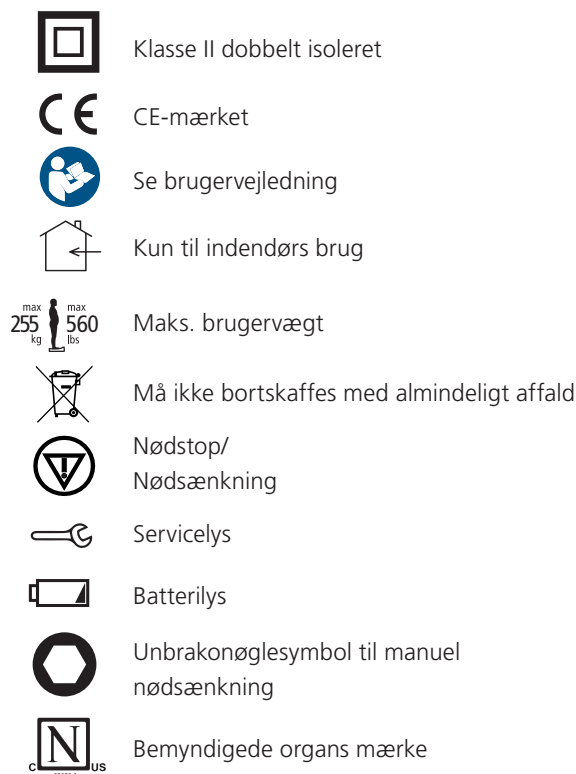 Klasse II dobbelt isoleret
CE CE-mærket
Se brugervejledning
Kun til indendørs brug
max max
255 560
kg lbs
Maks. brugervægt
Må ikke bortskaffes med almindeligt affald
Nødstop/
Nødsænkning
Servicelys
Batterilys
Unbrakonøglesymbol til manuel
nødsænkning
N
C US
Bemyndigede organs mærke